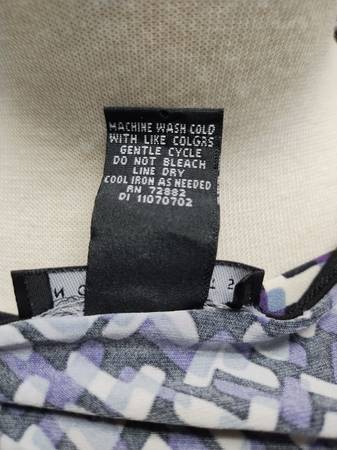 MACHINE WASH COLD
WITH LIKE COLORS
GENTLE CYCLE
DO NOT BLEACH
LINE DRY
COOL IRON AS NEEDED
RN 72882
DI 11070702